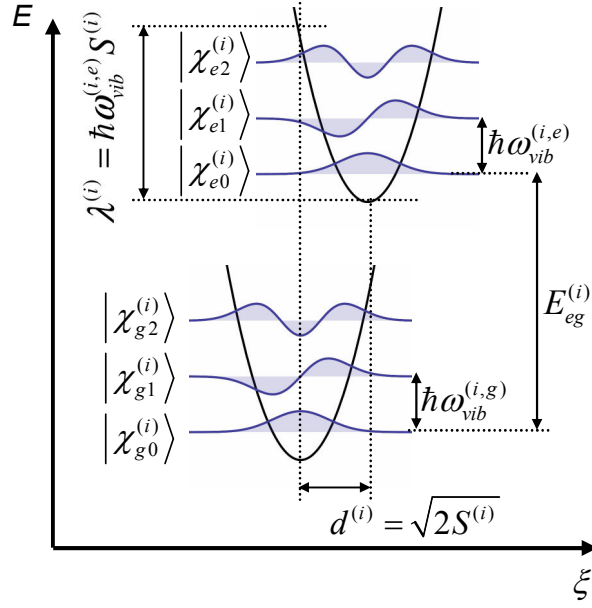 E
|χ_{e2}^{(i)}⟩
|χ_{e1}^{(i)}⟩
|χ_{e0}^{(i)}⟩
λ^{(i)} = ħω_{vib}^{(i,e)} S^{(i)}
ħω_{vib}^{(i,e)}
E_{eg}^{(i)}
|χ_{g2}^{(i)}⟩
|χ_{g1}^{(i)}⟩
|χ_{g0}^{(i)}⟩
ħω_{vib}^{(i,g)}
d^{(i)} = √{2S^{(i)}}
ξ